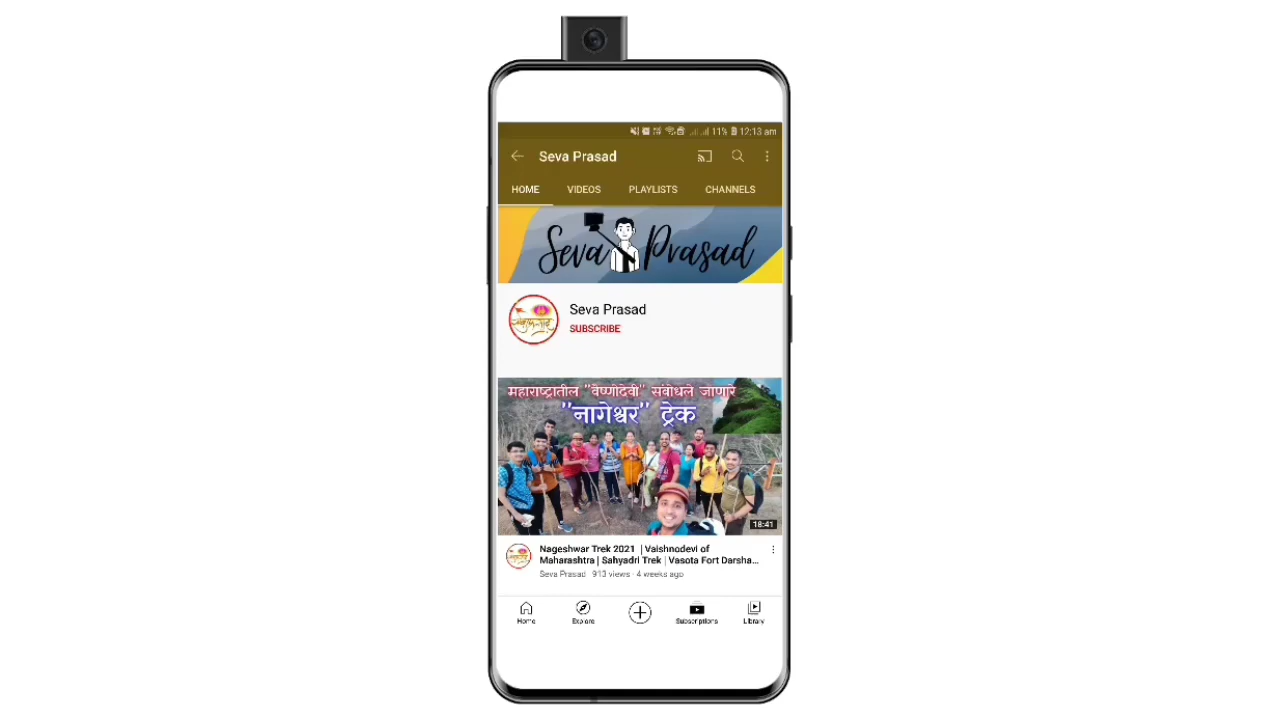 11% 12:13 am
Seva Prasad
HOME VIDEOS PLAYLISTS CHANNELS
Seva Prasad
Seva Prasad
SUBSCRIBE
महाराष्ट्रातील "वैष्णोदेवी" संबोधले जाणारे
"नागेश्वर" ट्रेक
18:41
Nageshwar Trek 2021 | Vaishnodevi of
Maharashtra | Sahyadri Trek | Vasota Fort Darsha...
Seva Prasad · 913 views · 4 weeks ago
Home Explore Subscriptions Library